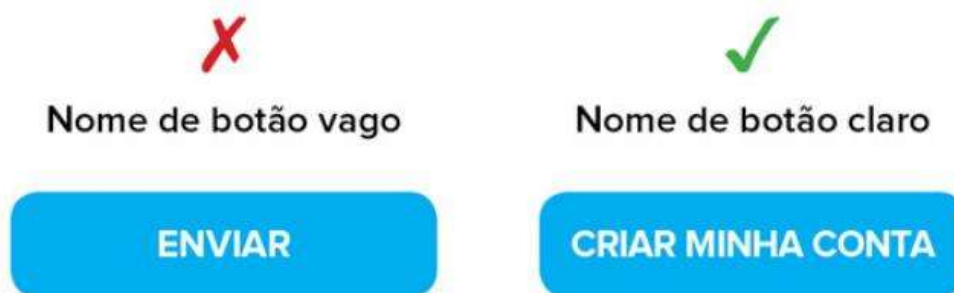 ✗
✓
Nome de botão vago
Nome de botão claro
ENVIAR
CRIAR MINHA CONTA